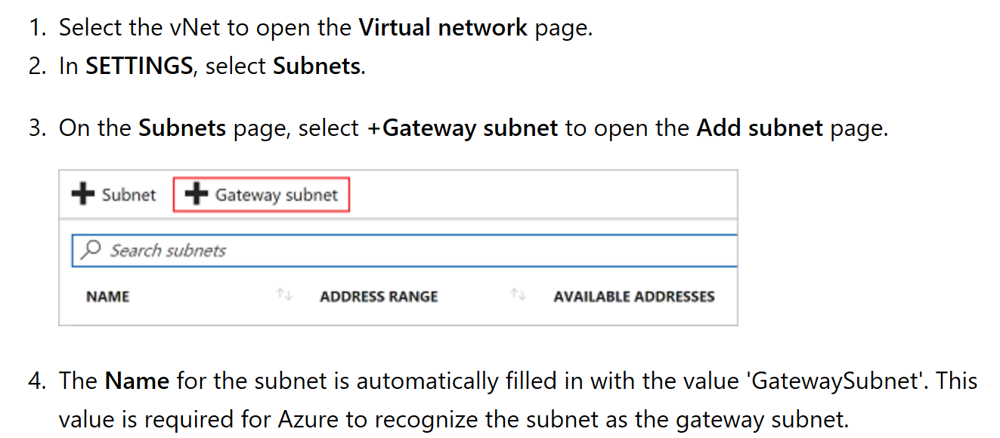 1. Select the vNet to open the Virtual network page.
2. In SETTINGS, select Subnets.
3. On the Subnets page, select +Gateway subnet to open the Add subnet page.
+ Subnet + Gateway subnet
Search subnets
NAME ↑↓ ADDRESS RANGE ↑↓ AVAILABLE ADDRESSES
4. The Name for the subnet is automatically filled in with the value 'GatewaySubnet'. This
value is required for Azure to recognize the subnet as the gateway subnet.